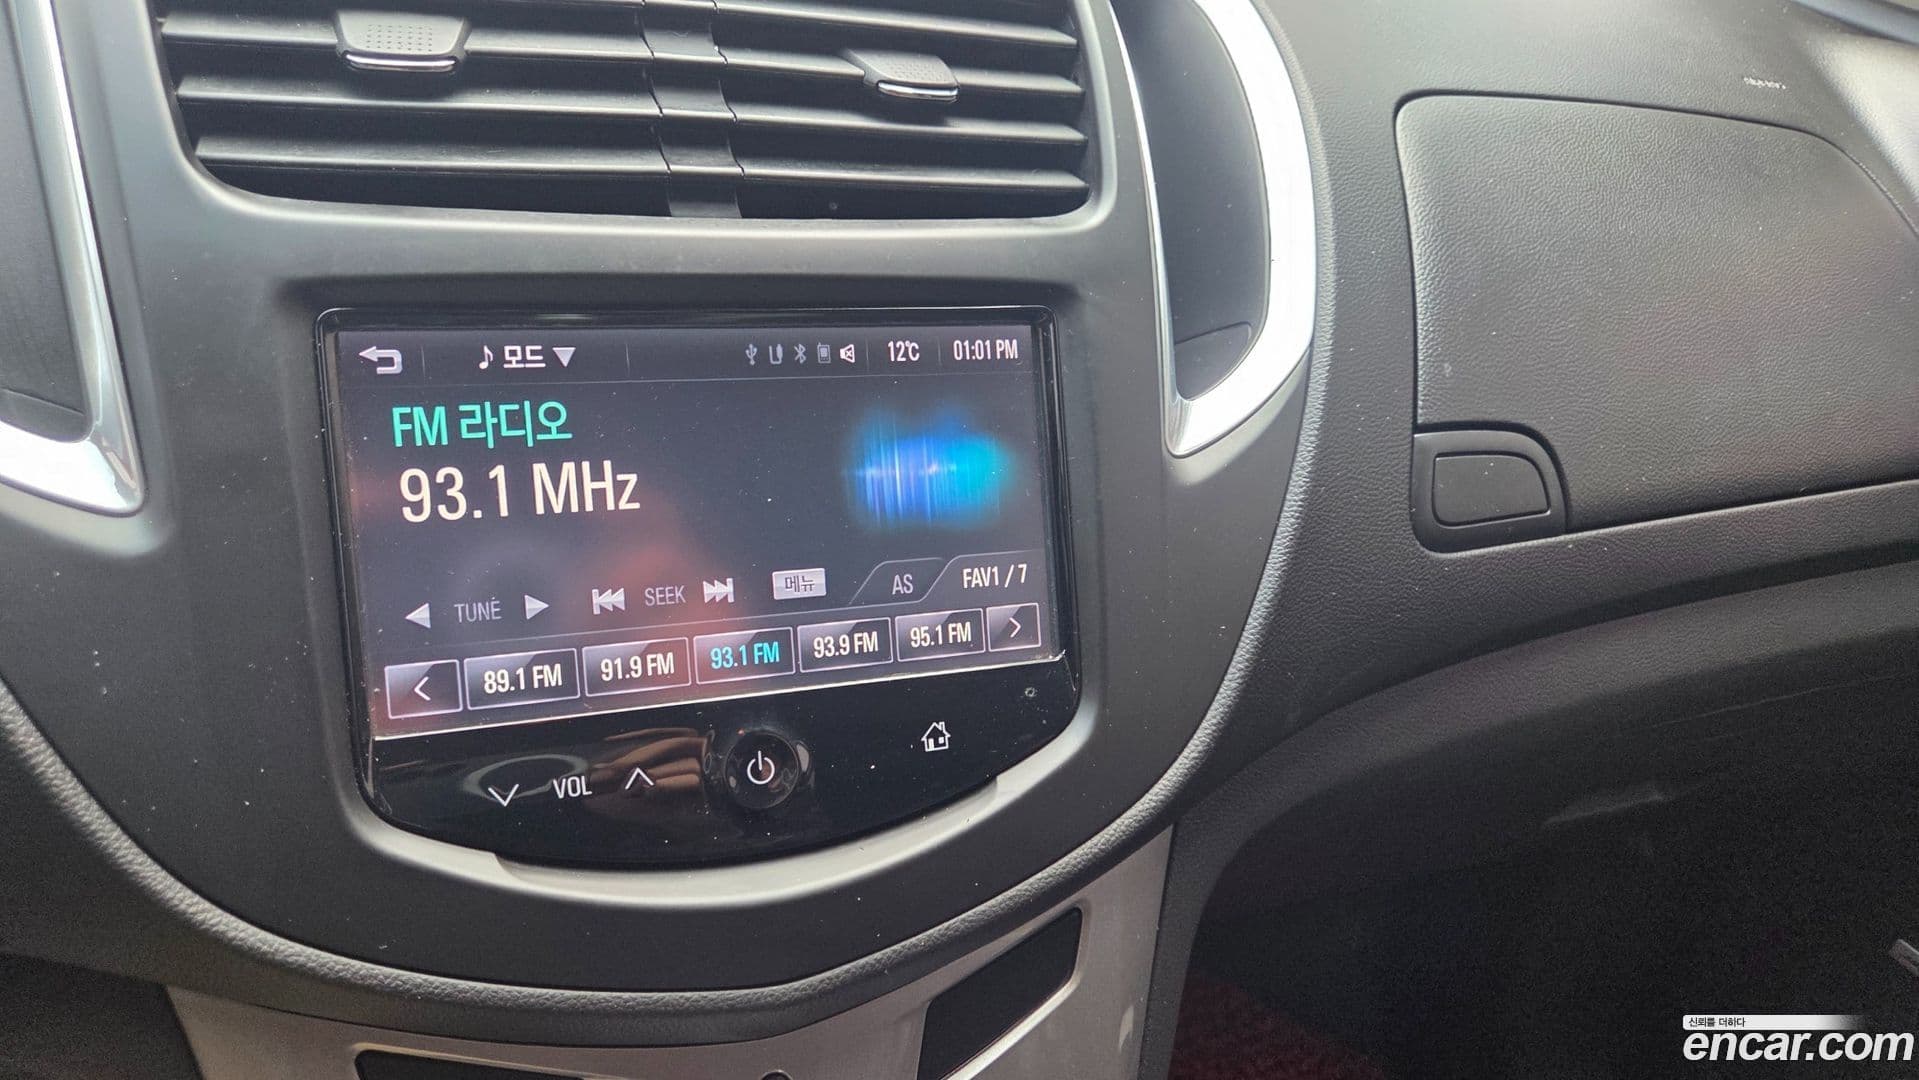 ♪ 모드 ▼
12℃
01:01 PM
FM 라디오
93.1 MHz
TUNE
SEEK
메뉴
AS
FAV1 / 7
89.1 FM
91.9 FM
93.1 FM
93.9 FM
95.1 FM
VOL
신뢰를 더하다
encar.com